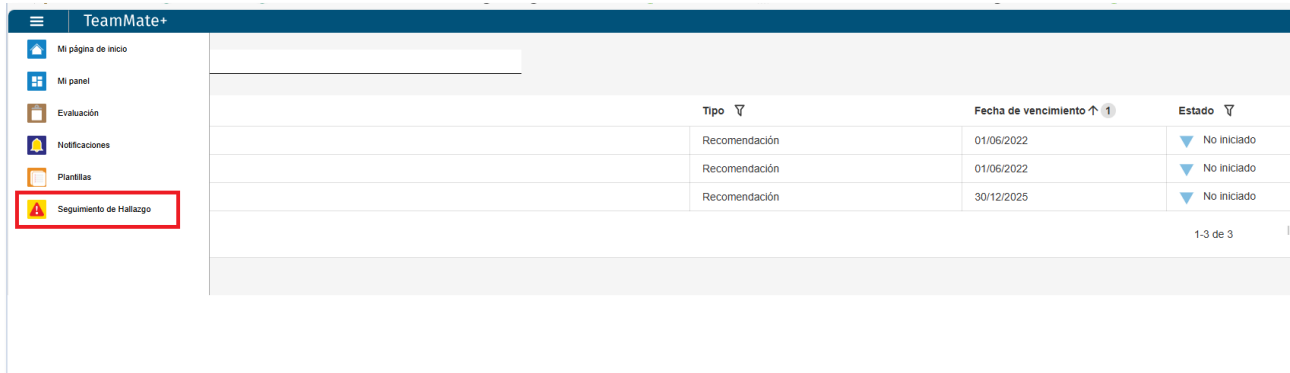 TeamMate+
Mi página de inicio
Mi panel
Evaluación
Notificaciones
Plantillas
Seguimiento de Hallazgo
Tipo Fecha de vencimiento 1 Estado
Recomendación 01/06/2022 No iniciado
Recomendación 01/06/2022 No iniciado
Recomendación 30/12/2025 No iniciado
1-3 de 3